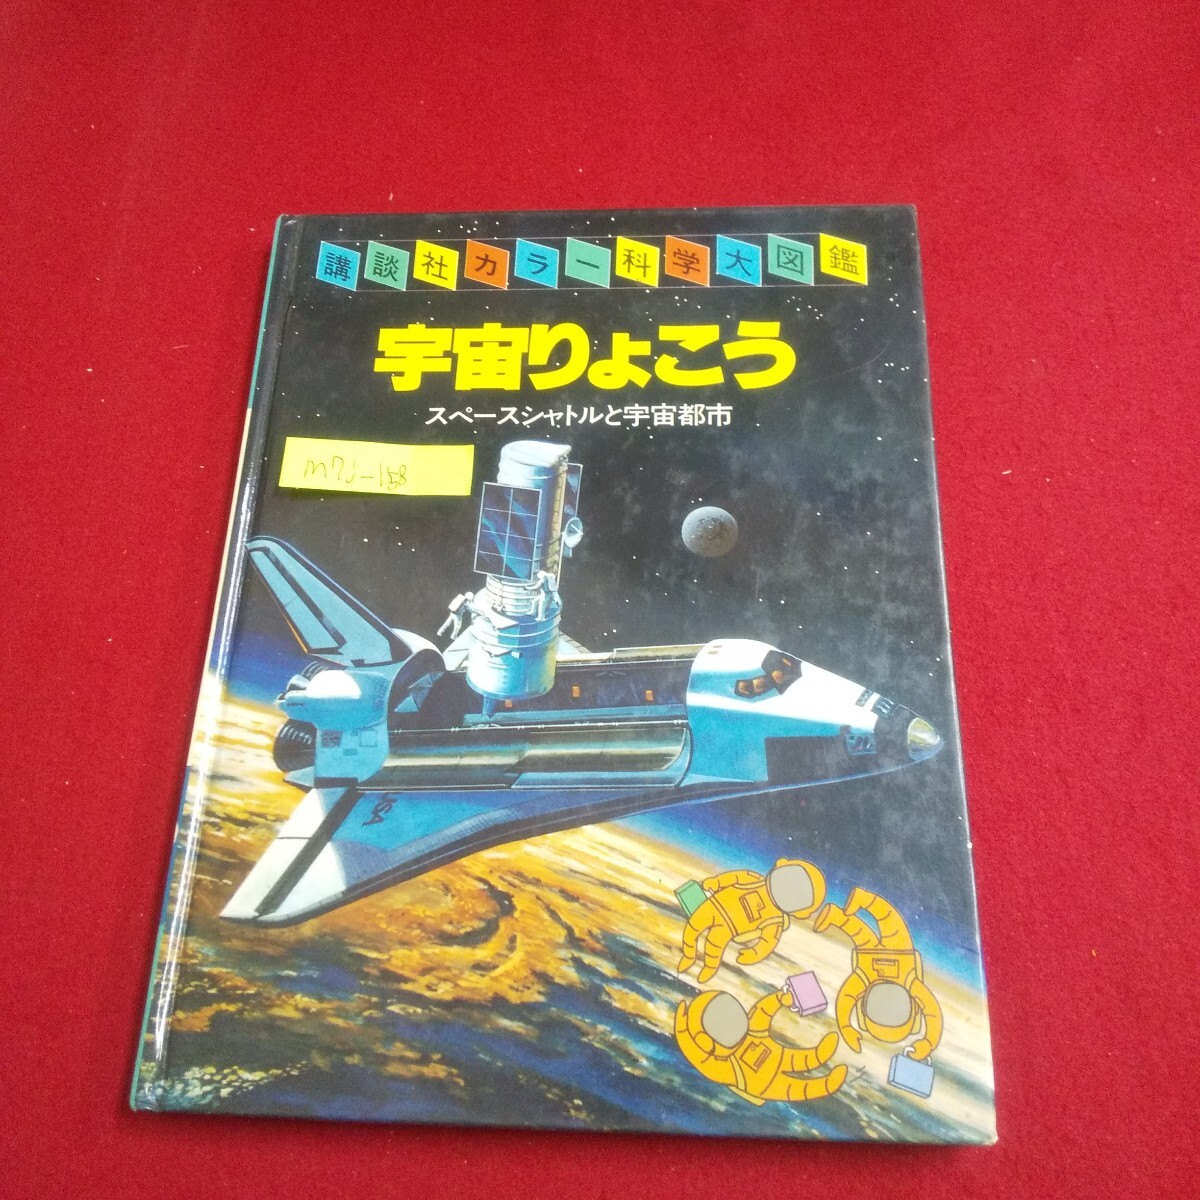 講談社カラー科学大図鑑
宇宙りょこう
スペースシャトルと宇宙都市
M7J-158
USA